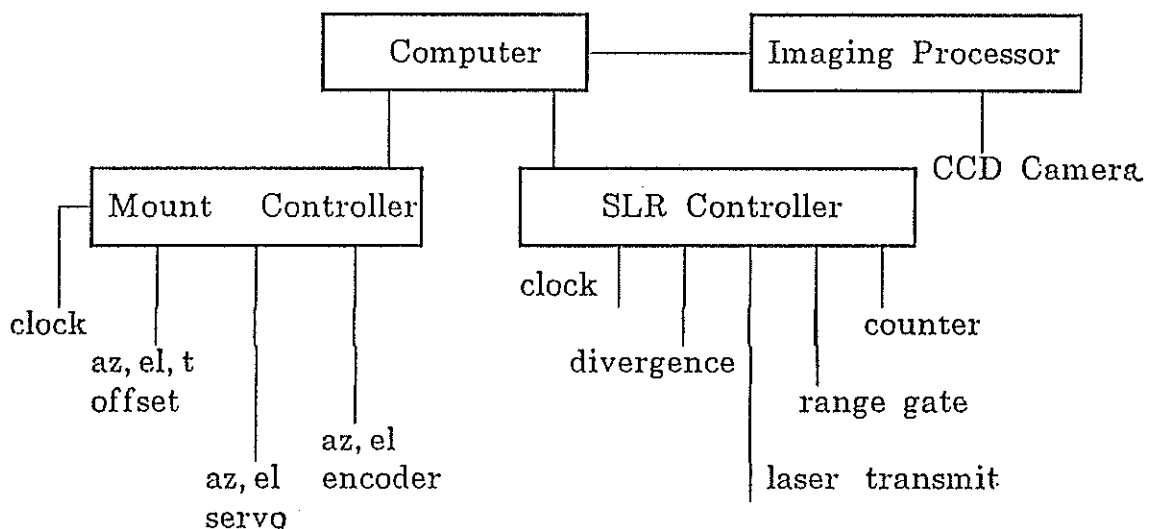 Computer
Imaging Processor
CCD Camera
Mount Controller
SLR Controller
clock
az, el, t
offset
az, el
servo
az, el
encoder
clock
divergence
laser transmit
range gate
counter